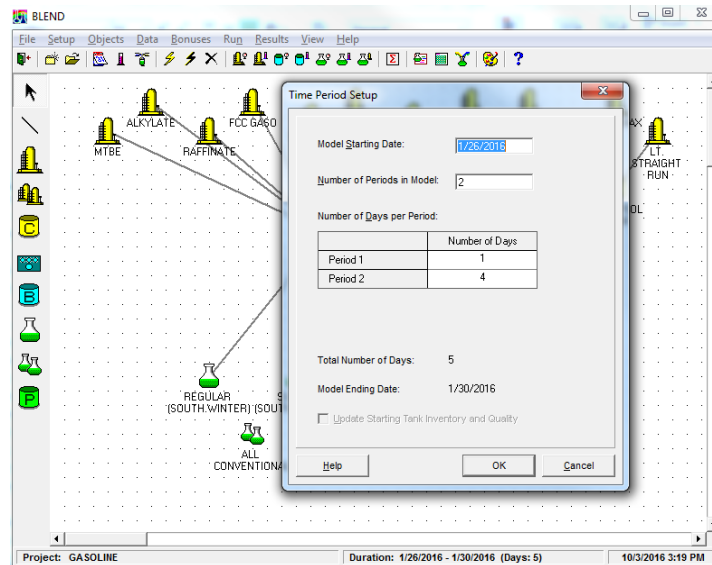 BLEND
File Setup Objects Data Bonuses Run Results View Help
Time Period Setup
ALKYLATE
FCC GASO
MTBE
RAFFINATE
LT.
STRAIGHT
RUN
Model Starting Date: 1/26/2016
Number of Periods in Model: 2
Number of Days per Period:
Number of Days
Period 1 1
Period 2 4
Total Number of Days: 5
Model Ending Date: 1/30/2016
Update Starting Tank Inventory and Quality
Help OK Cancel
C
B
P
REGULAR
(SOUTH.WINTER) (SOUT
ALL
CONVENTIONA
Project: GASOLINE Duration: 1/26/2016 - 1/30/2016 (Days: 5) 10/3/2016 3:19 PM